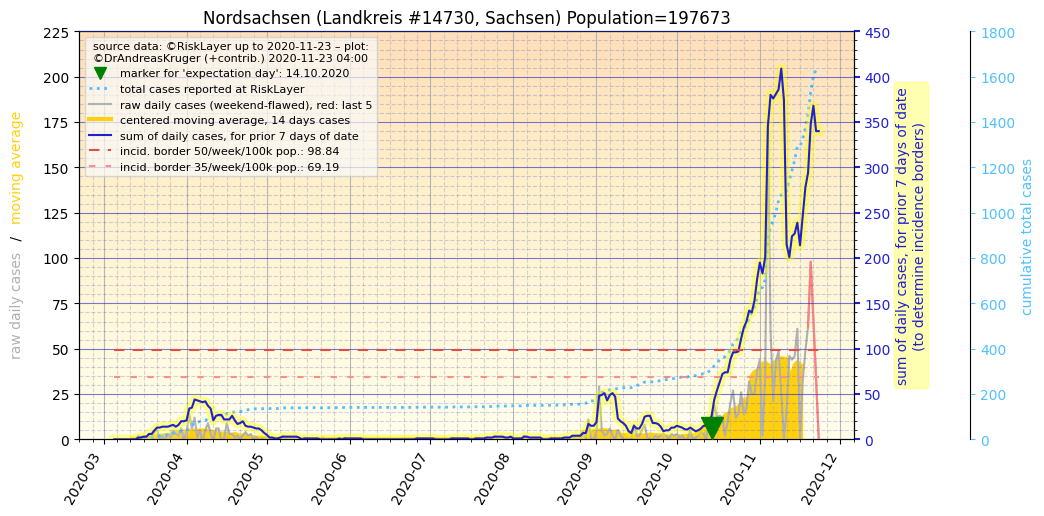 Nordsachsen (Landkreis #14730, Sachsen) Population=197673
source data: ©RiskLayer up to 2020-11-23 – plot:
©DrAndreasKruger (+contrib.) 2020-11-23 04:00
marker for 'expectation day': 14.10.2020
total cases reported at RiskLayer
raw daily cases (weekend-flawed), red: last 5
centered moving average, 14 days cases
sum of daily cases, for prior 7 days of date
incid. border 50/week/100k pop.: 98.84
incid. border 35/week/100k pop.: 69.19
raw daily cases / moving average
225
200
175
150
125
100
75
50
25
0
2020-03
2020-04
2020-05
2020-06
2020-07
2020-08
2020-09
2020-10
2020-11
2020-12
450
400
350
300
250
200
150
100
50
0
sum of daily cases, for prior 7 days of date
(to determine incidence borders)
1800
1600
1400
1200
1000
800
600
400
200
0
cumulative total cases